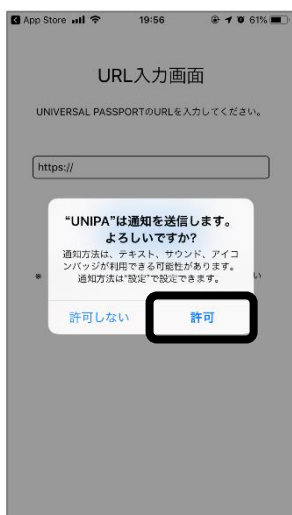 App Store 19:56 61%
URL入力画面
UNIVERSAL PASSPORTのURLを入力してください。
https://
“UNIPA”は通知を送信します。
よろしいですか?
通知方法は、テキスト、サウンド、アイコ
ンバッジが利用できる可能性があります。
通知方法は“設定”で設定できます。
※ い
許可しない 許可